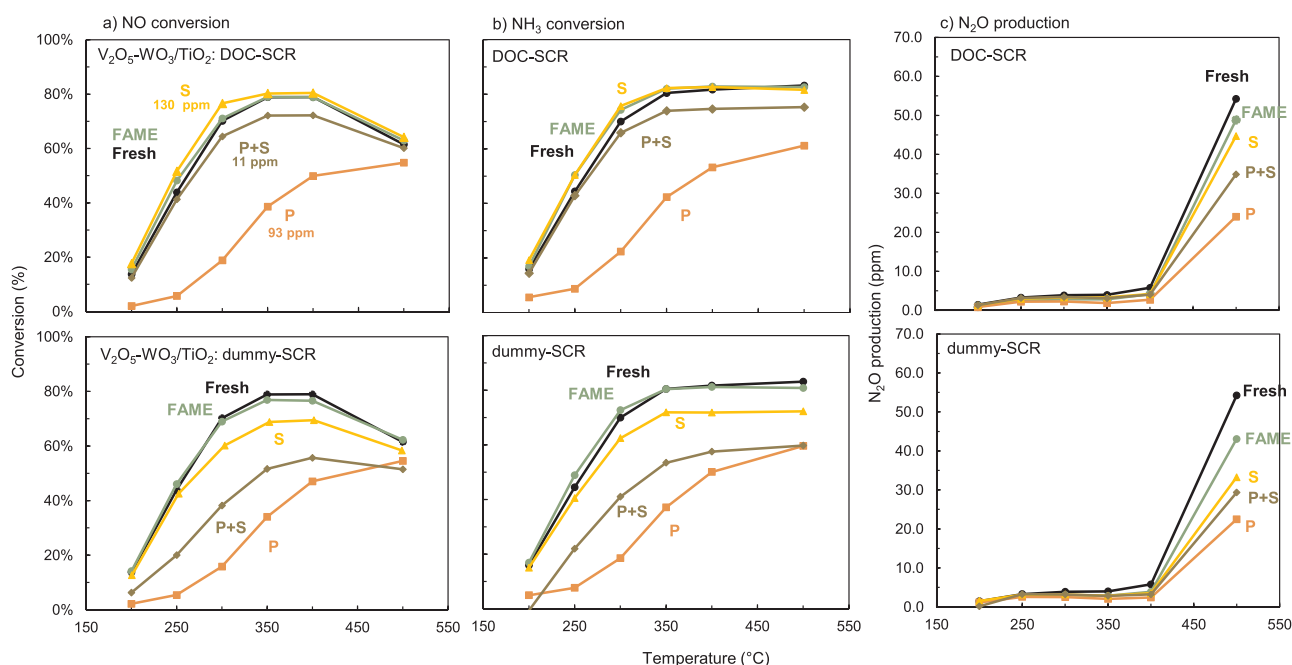 a) NO conversion
b) NH₃ conversion
c) N₂O production
Conversion (%)
100%
80%
60%
40%
20%
0%
V₂O₅-WO₃/TiO₂: DOC-SCR
S
130 ppm
FAME
Fresh
P+S
11 ppm
P
93 ppm
DOC-SCR
S
FAME
Fresh
P+S
P
N₂O production (ppm)
70.0
60.0
50.0
40.0
30.0
20.0
10.0
0.0
DOC-SCR
Fresh
FAME
S
P+S
P
100%
80%
60%
40%
20%
0%
V₂O₅-WO₃/TiO₂: dummy-SCR
Fresh
FAME
S
P+S
P
150 250 350 450 550
dummy-SCR
Fresh
FAME
S
P+S
P
150 250 350 450 550
70.0
60.0
50.0
40.0
30.0
20.0
10.0
0.0
dummy-SCR
Fresh
FAME
S
P+S
P
150 250 350 450 550
Temperature (°C)